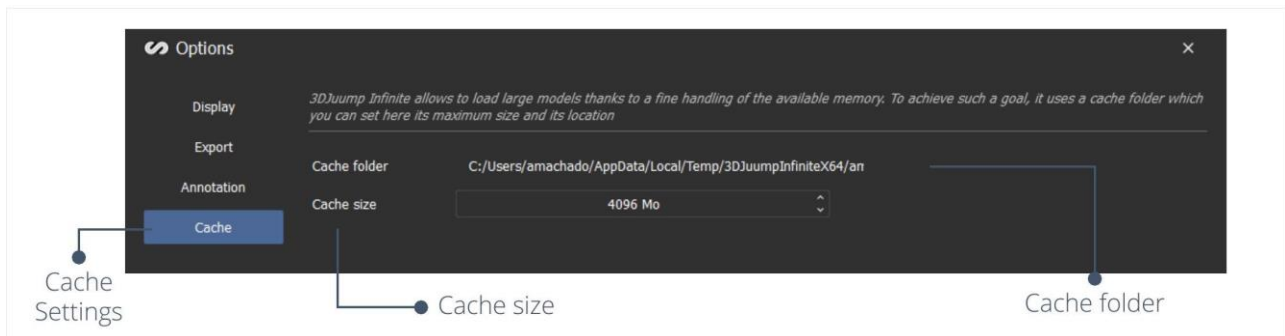 Options
Display
Export
Annotation
Cache
3DJuump Infinite allows to load large models thanks to a fine handling of the available memory. To achieve such a goal, it uses a cache folder which
you can set here its maximum size and its location
Cache folder C:/Users/amachado/AppData/Local/Temp/3DJuumpInfiniteX64/am
Cache size 4096 Mo
Cache
Settings
Cache size
Cache folder